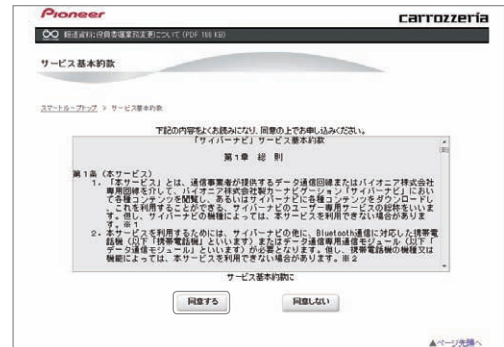 Pioneer
carrozzeria
サービス基本約款
スマートループトップ > サービス基本約款
下記の内容をよくお読みになり、同意の上でお申し込みください。
「サイバーナビ」サービス基本約款
第1章 総 則
第1条（本サービス）
1. 「本サービス」とは、通信事業者が提供するデータ通信回線またはパイオニア株式会社
専用回線を介して、パイオニア社製カーナビゲーション「サイバーナビ」におい
て各種コンテンツを閲覧し、あるいはサイバーナビに各種コンテンツをダウンロードし
、これを利用することができる、サイバーナビのユーザー専用サービスの総称をいいま
す。但し、サイバーナビの機種によっては、本サービスを利用できない場合がありま
す。※1
2. 本サービスを利用するためには、サイバーナビの他に、Bluetooth通信に対応した携帯電
話機（以下「携帯電話機」といいます）またはデータ通信専用通信モジュール（以下「
データ通信モジュール」といいます）が必要となります。但し、携帯電話機の機種又は
機能によっては、本サービスを利用できない場合があります。※2
サービス基本約款に
同意する
同意しない
▲ページ先頭へ